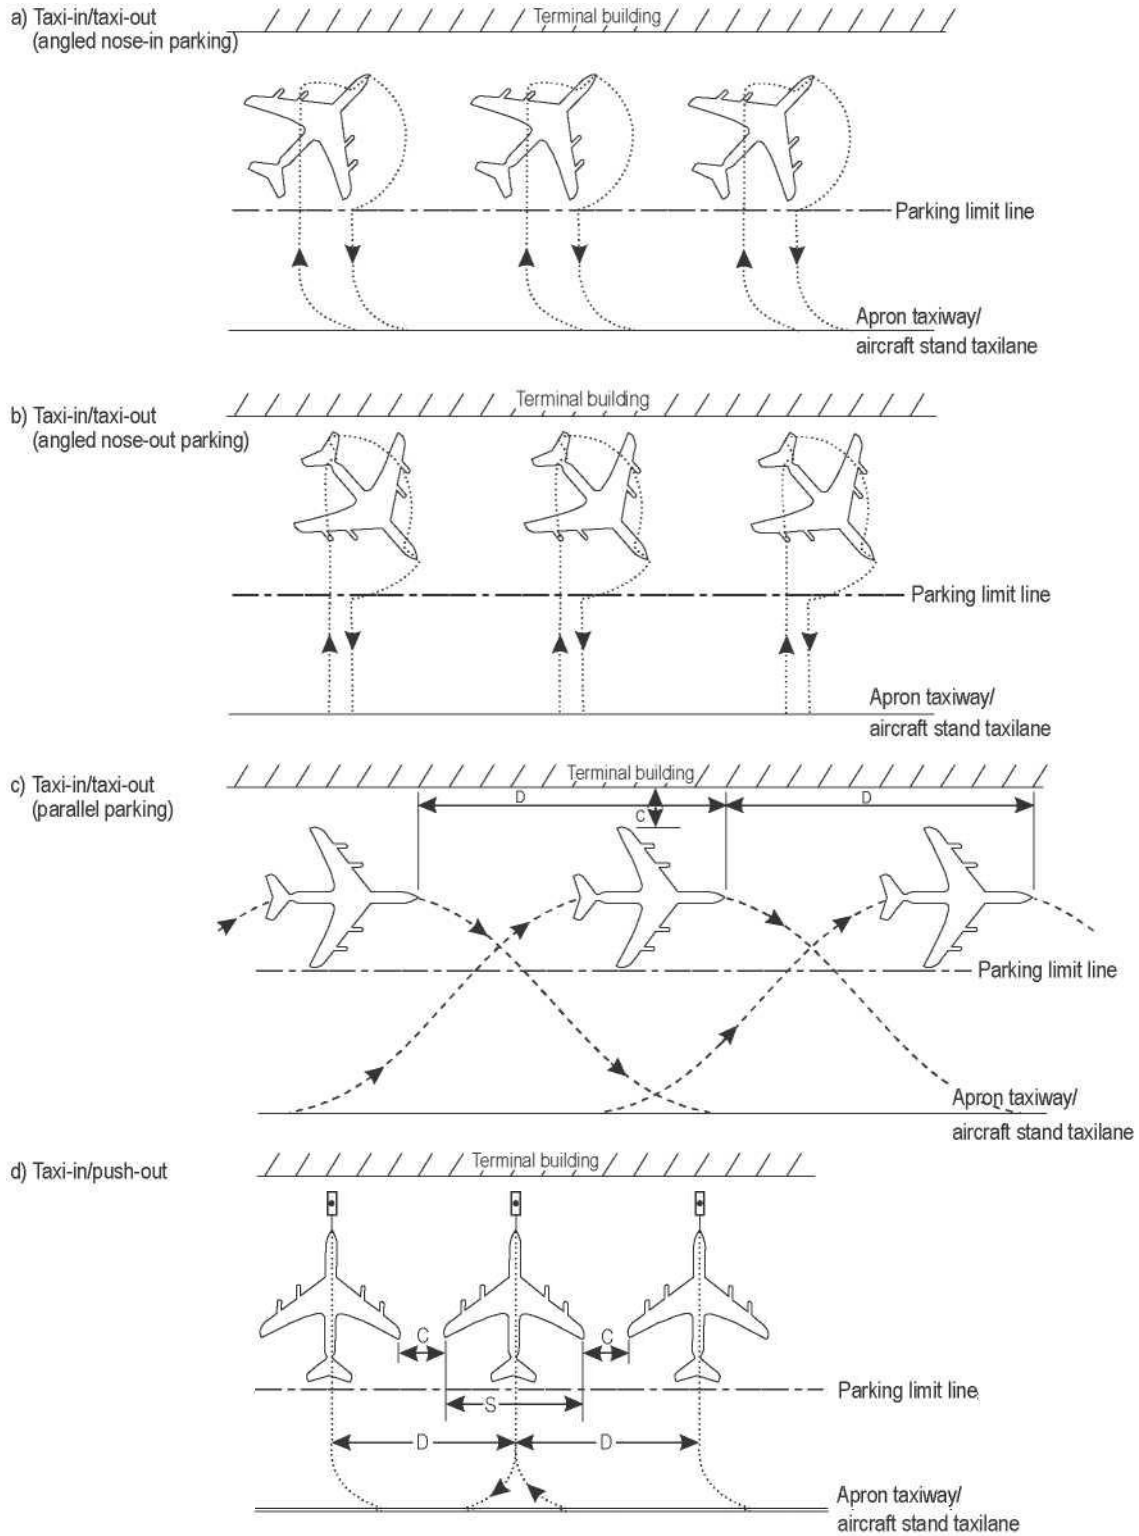 a) Taxi-in/taxi-out
(angled nose-in parking)
Terminal building
Parking limit line
Apron taxiway/
aircraft stand taxilane
b) Taxi-in/taxi-out
(angled nose-out parking)
Terminal building
Parking limit line
Apron taxiway/
aircraft stand taxilane
c) Taxi-in/taxi-out
(parallel parking)
Terminal building
D
D
C
Parking limit line
Apron taxiway/
aircraft stand taxilane
d) Taxi-in/push-out
Terminal building
C
C
Parking limit line
S
D
D
Apron taxiway/
aircraft stand taxilane